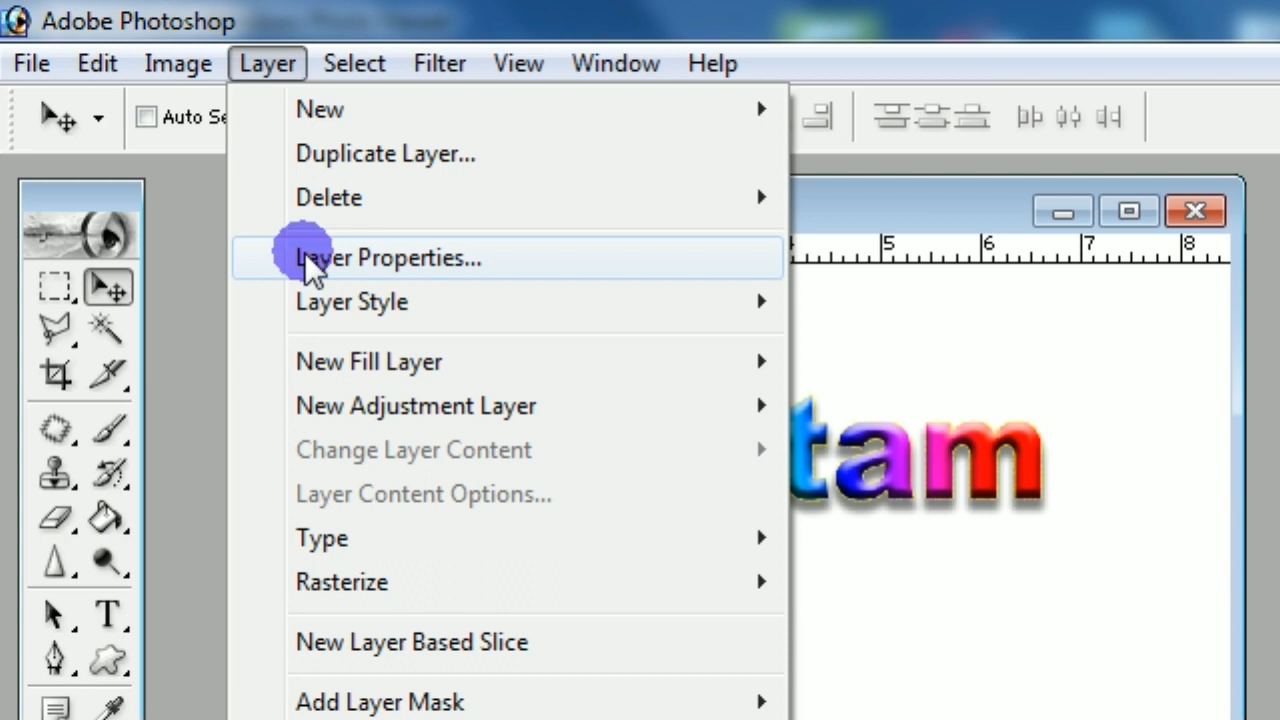 Adobe Photoshop
File Edit Image Layer Select Filter View Window Help
Auto Se
New
Duplicate Layer...
Delete
Layer Properties...
Layer Style
New Fill Layer
New Adjustment Layer
Change Layer Content
Layer Content Options...
Type
Rasterize
New Layer Based Slice
Add Layer Mask
5 6 7 8
tam
T